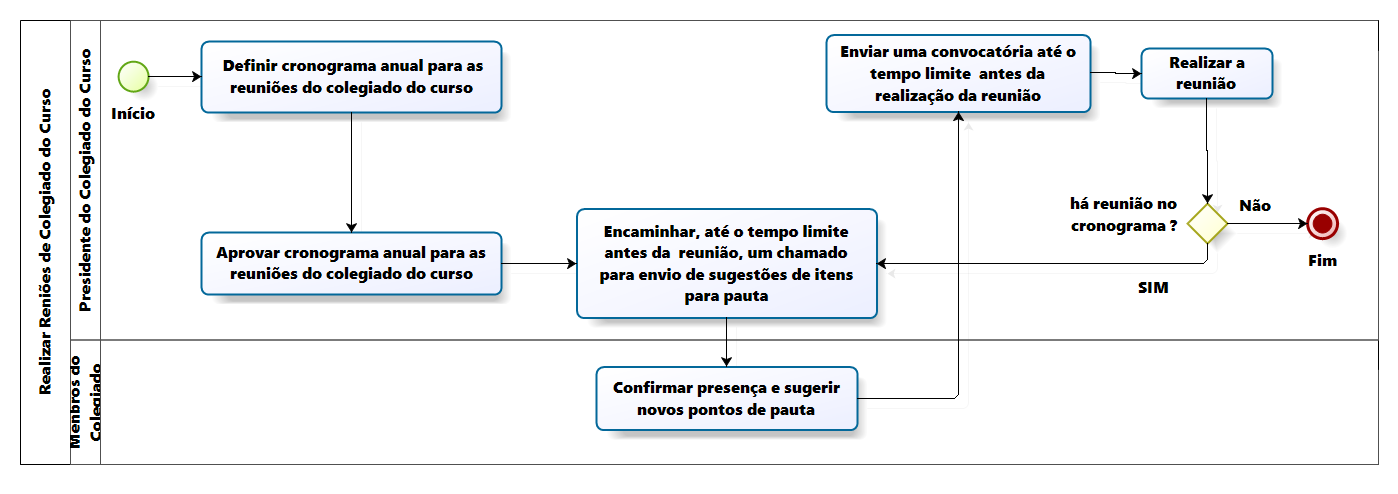 Realizar Reniões de Colegiado do Curso
Presidente do Colegiado do Curso
Início
Definir cronograma anual para as
reuniões do colegiado do curso
Aprovar cronograma anual para as
reuniões do colegiado do curso
Encaminhar, até o tempo limite
antes da reunião, um chamado
para envio de sugestões de itens
para pauta
Enviar uma convocatória até o
tempo limite antes da
realização da reunião
Realizar a
reunião
há reunião no
cronograma ?
Não
Fim
SIM
Membros do
Colegiado
Confirmar presença e sugerir
novos pontos de pauta